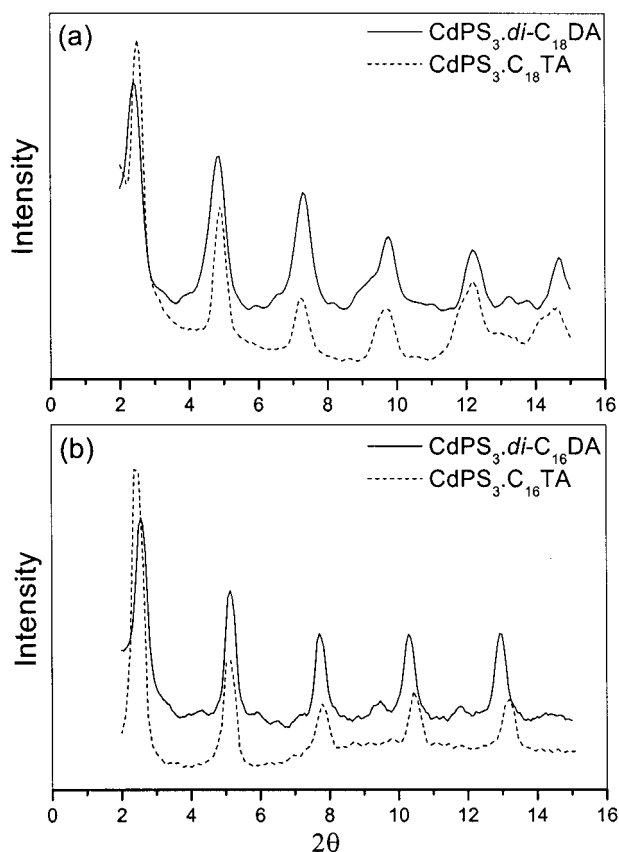 (a)
CdPS₃.di-C₁₈DA
CdPS₃.C₁₈TA
Intensity
0 2 4 6 8 10 12 14 16
(b)
CdPS₃.di-C₁₆DA
CdPS₃.C₁₆TA
Intensity
0 2 4 6 8 10 12 14 16
2θ